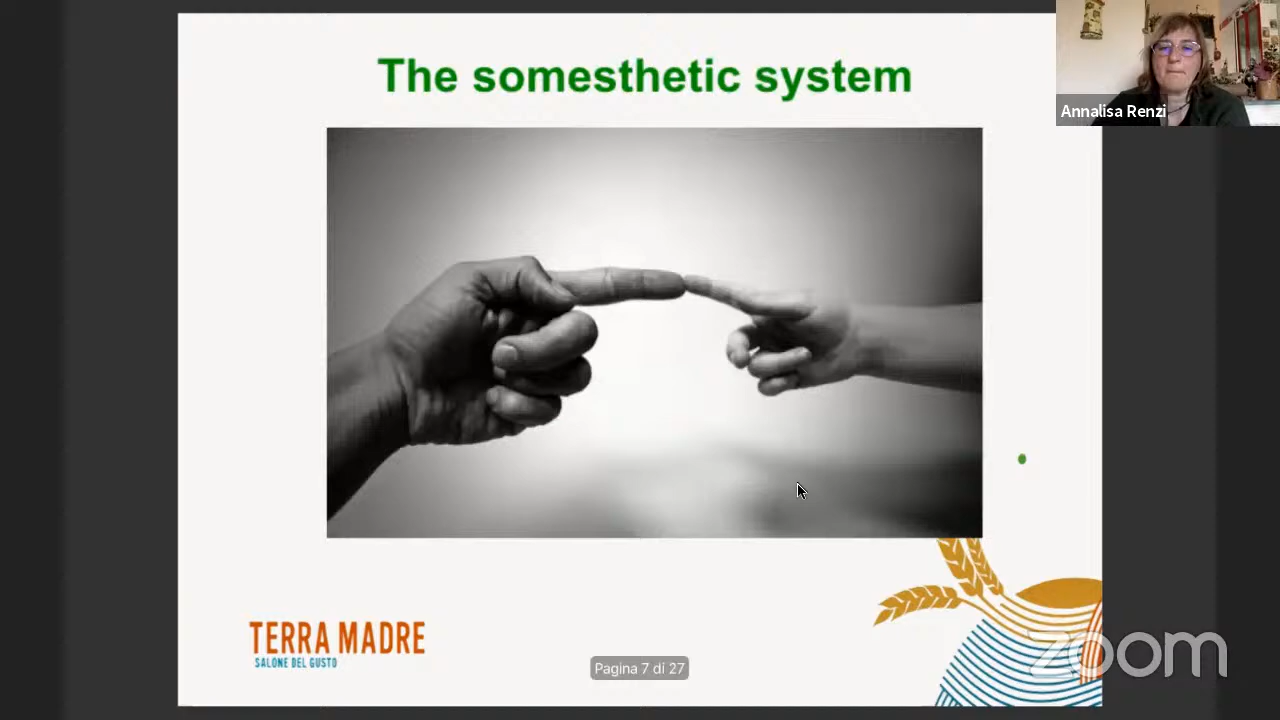 The somesthetic system
Annalisa Renzi
TERRA MADRE
SALONE DEL GUSTO
Pagina 7 di 27
zoom